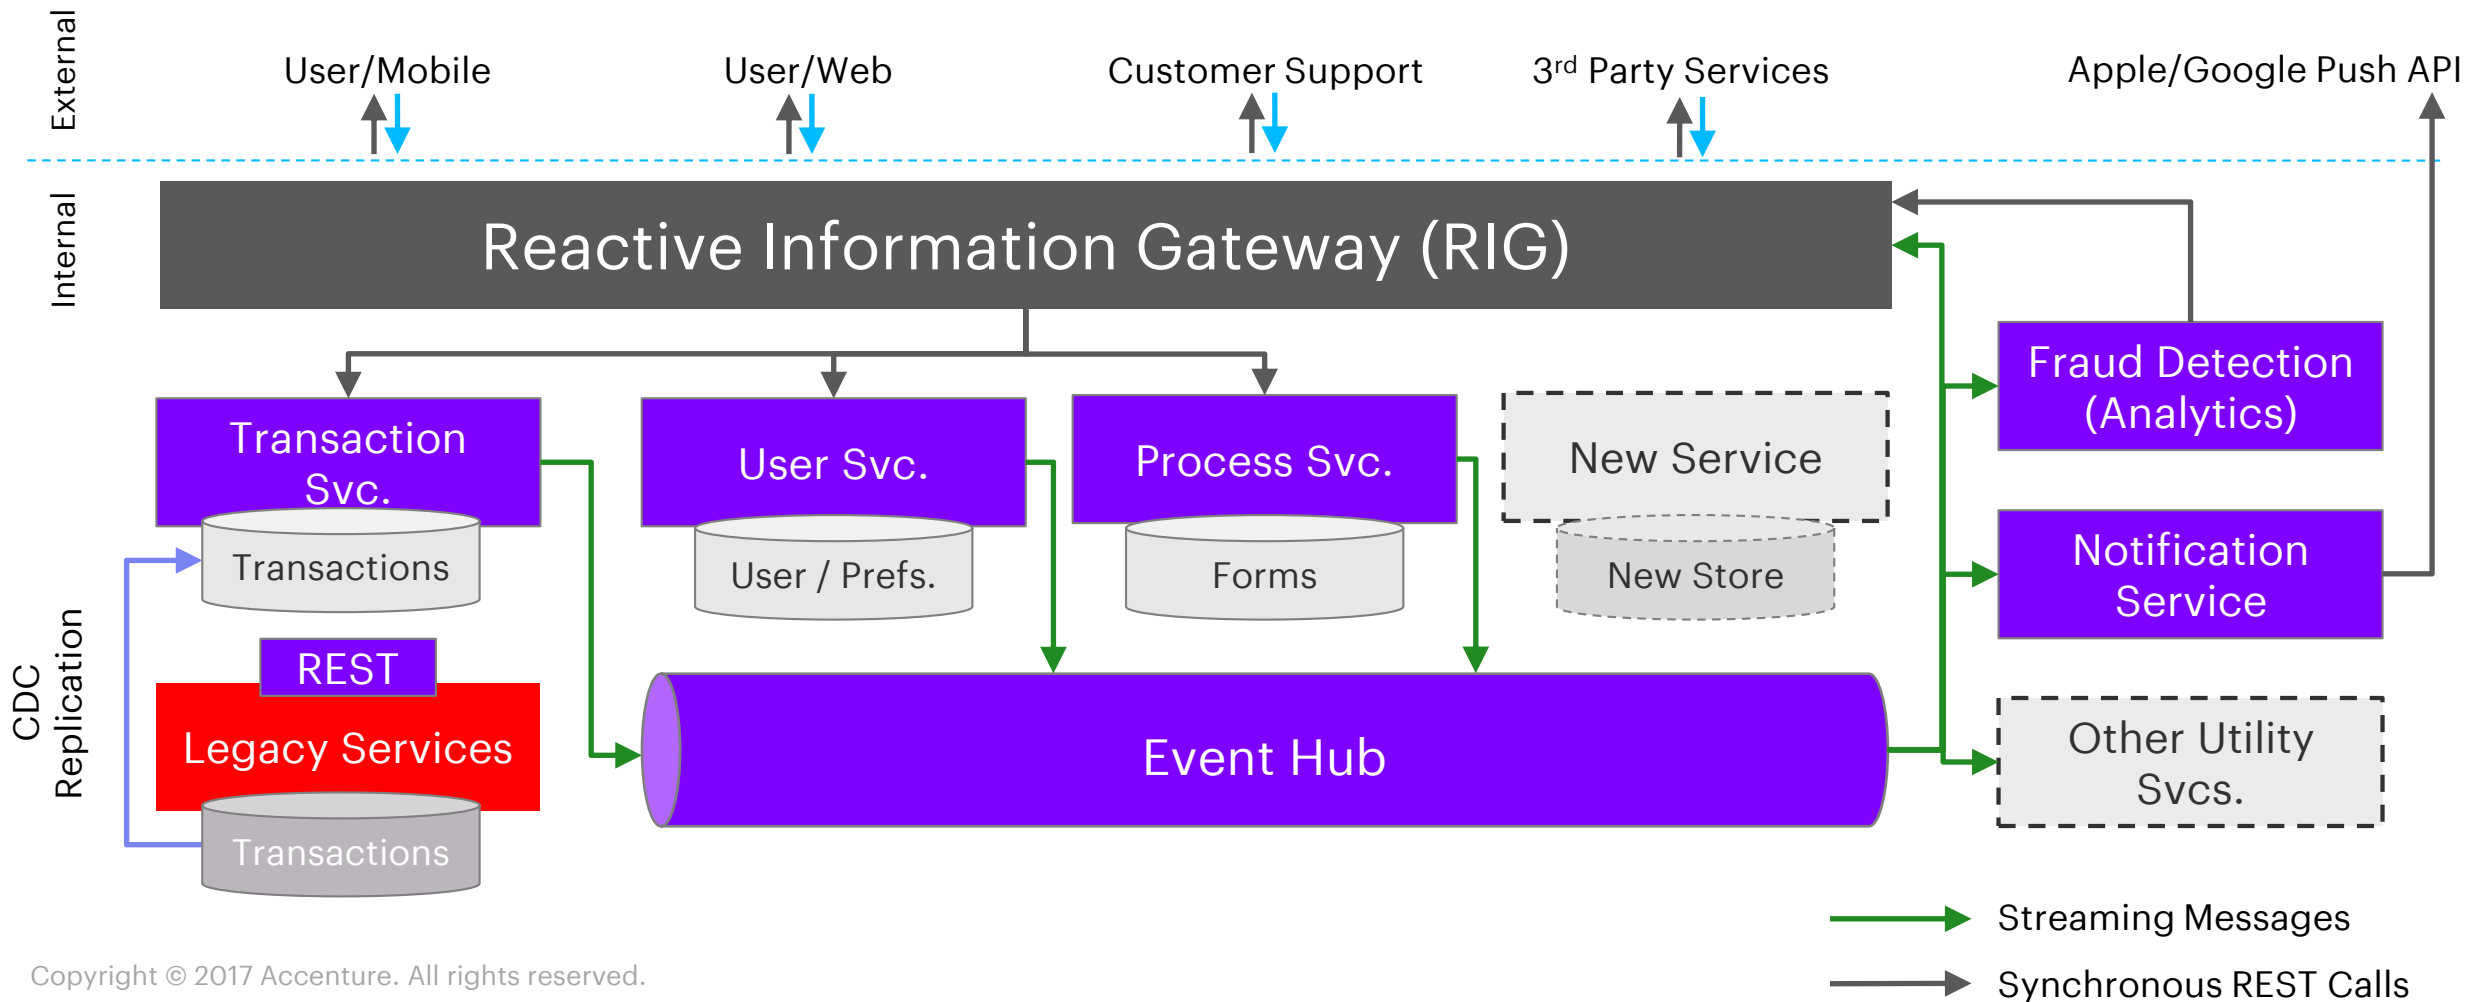 External
User/Mobile
User/Web
Customer Support
3rd Party Services
Apple/Google Push API
Internal
Reactive Information Gateway (RIG)
Fraud Detection
(Analytics)
Transaction
Svc.
User Svc.
Process Svc.
New Service
Transactions
User / Prefs.
Forms
New Store
Notification
Service
CDC
Replication
REST
Legacy Services
Transactions
Event Hub
Other Utility
Svcs.
Streaming Messages
Synchronous REST Calls
Copyright © 2017 Accenture. All rights reserved.